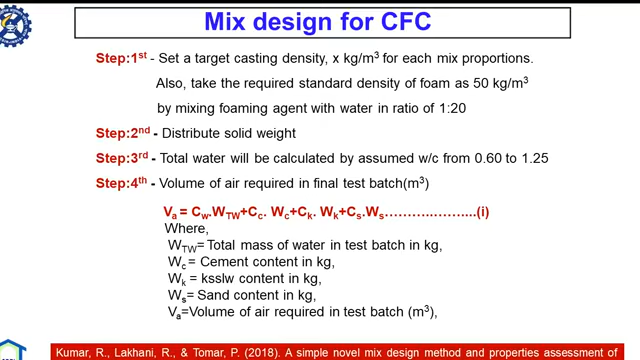 Mix design for CFC
Step:1st - Set a target casting density, x kg/m³ for each mix proportions.
Also, take the required standard density of foam as 50 kg/m³
by mixing foaming agent with water in ratio of 1:20
Step:2nd - Distribute solid weight
Step:3rd - Total water will be calculated by assumed w/c from 0.60 to 1.25
Step:4th - Volume of air required in final test batch(m³)
Va = Cw.WTW+Cc. Wc+Ck. Wk+Cs.Ws………..……....(i)
Where,
WTW= Total mass of water in test batch in kg,
Wc = Cement content in kg,
Wk = ksslw content in kg,
Ws= Sand content in kg,
Va=Volume of air required in test batch (m³),
Kumar, R., Lakhani, R., & Tomar, P. (2018). A simple novel mix design method and properties assessment of